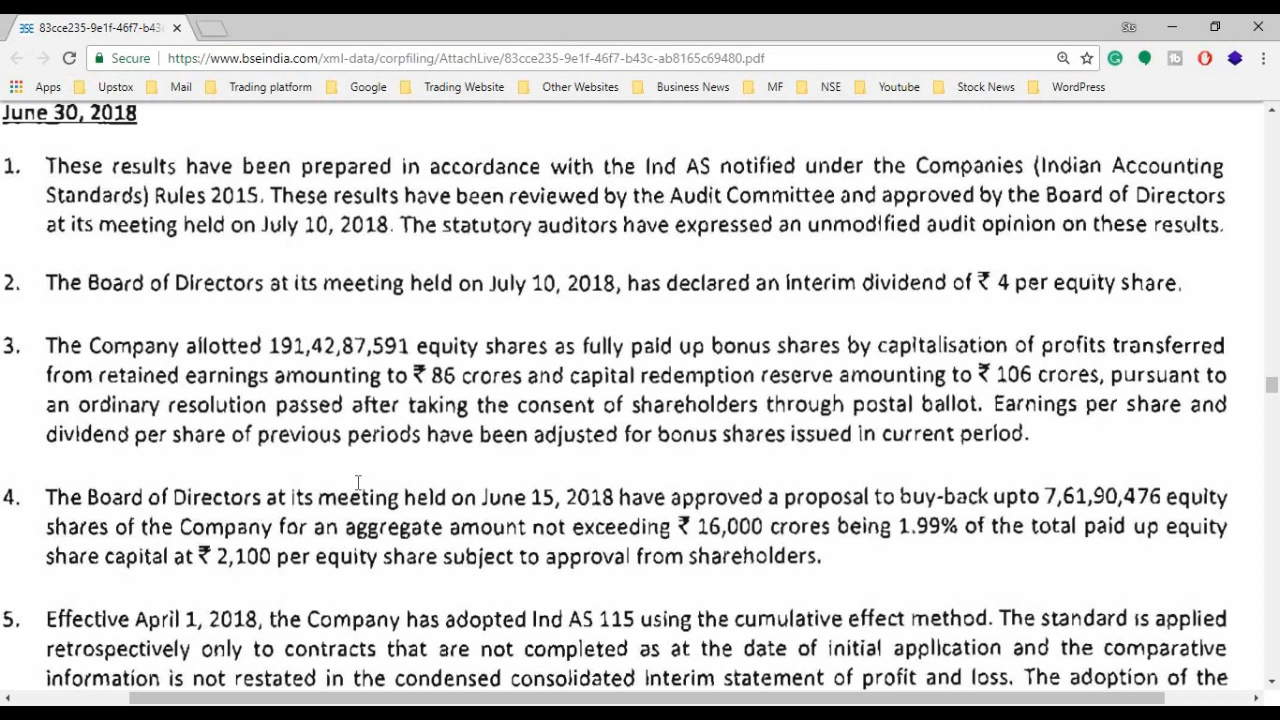 83cce235-9e1f-46f7-b43c
Sts
Secure https://www.bseindia.com/xml-data/corpfiling/AttachLive/83cce235-9e1f-46f7-b43c-ab8165c69480.pdf
Apps Upstox Mail Trading platform Google Trading Website Other Websites Business News MF NSE Youtube Stock News WordPress
June 30, 2018
1. These results have been prepared in accordance with the Ind AS notified under the Companies (Indian Accounting
Standards) Rules 2015. These results have been reviewed by the Audit Committee and approved by the Board of Directors
at its meeting held on July 10, 2018. The statutory auditors have expressed an unmodified audit opinion on these results.
2. The Board of Directors at its meeting held on July 10, 2018, has declared an interim dividend of ₹ 4 per equity share.
3. The Company allotted 191,42,87,591 equity shares as fully paid up bonus shares by capitalisation of profits transferred
from retained earnings amounting to ₹ 86 crores and capital redemption reserve amounting to ₹ 106 crores, pursuant to
an ordinary resolution passed after taking the consent of shareholders through postal ballot. Earnings per share and
dividend per share of previous periods have been adjusted for bonus shares issued in current period.
4. The Board of Directors at its meeting held on June 15, 2018 have approved a proposal to buy-back upto 7,61,90,476 equity
shares of the Company for an aggregate amount not exceeding ₹ 16,000 crores being 1.99% of the total paid up equity
share capital at ₹ 2,100 per equity share subject to approval from shareholders.
5. Effective April 1, 2018, the Company has adopted Ind AS 115 using the cumulative effect method. The standard is applied
retrospectively only to contracts that are not completed as at the date of initial application and the comparative
information is not restated in the condensed consolidated interim statement of profit and loss. The adoption of the